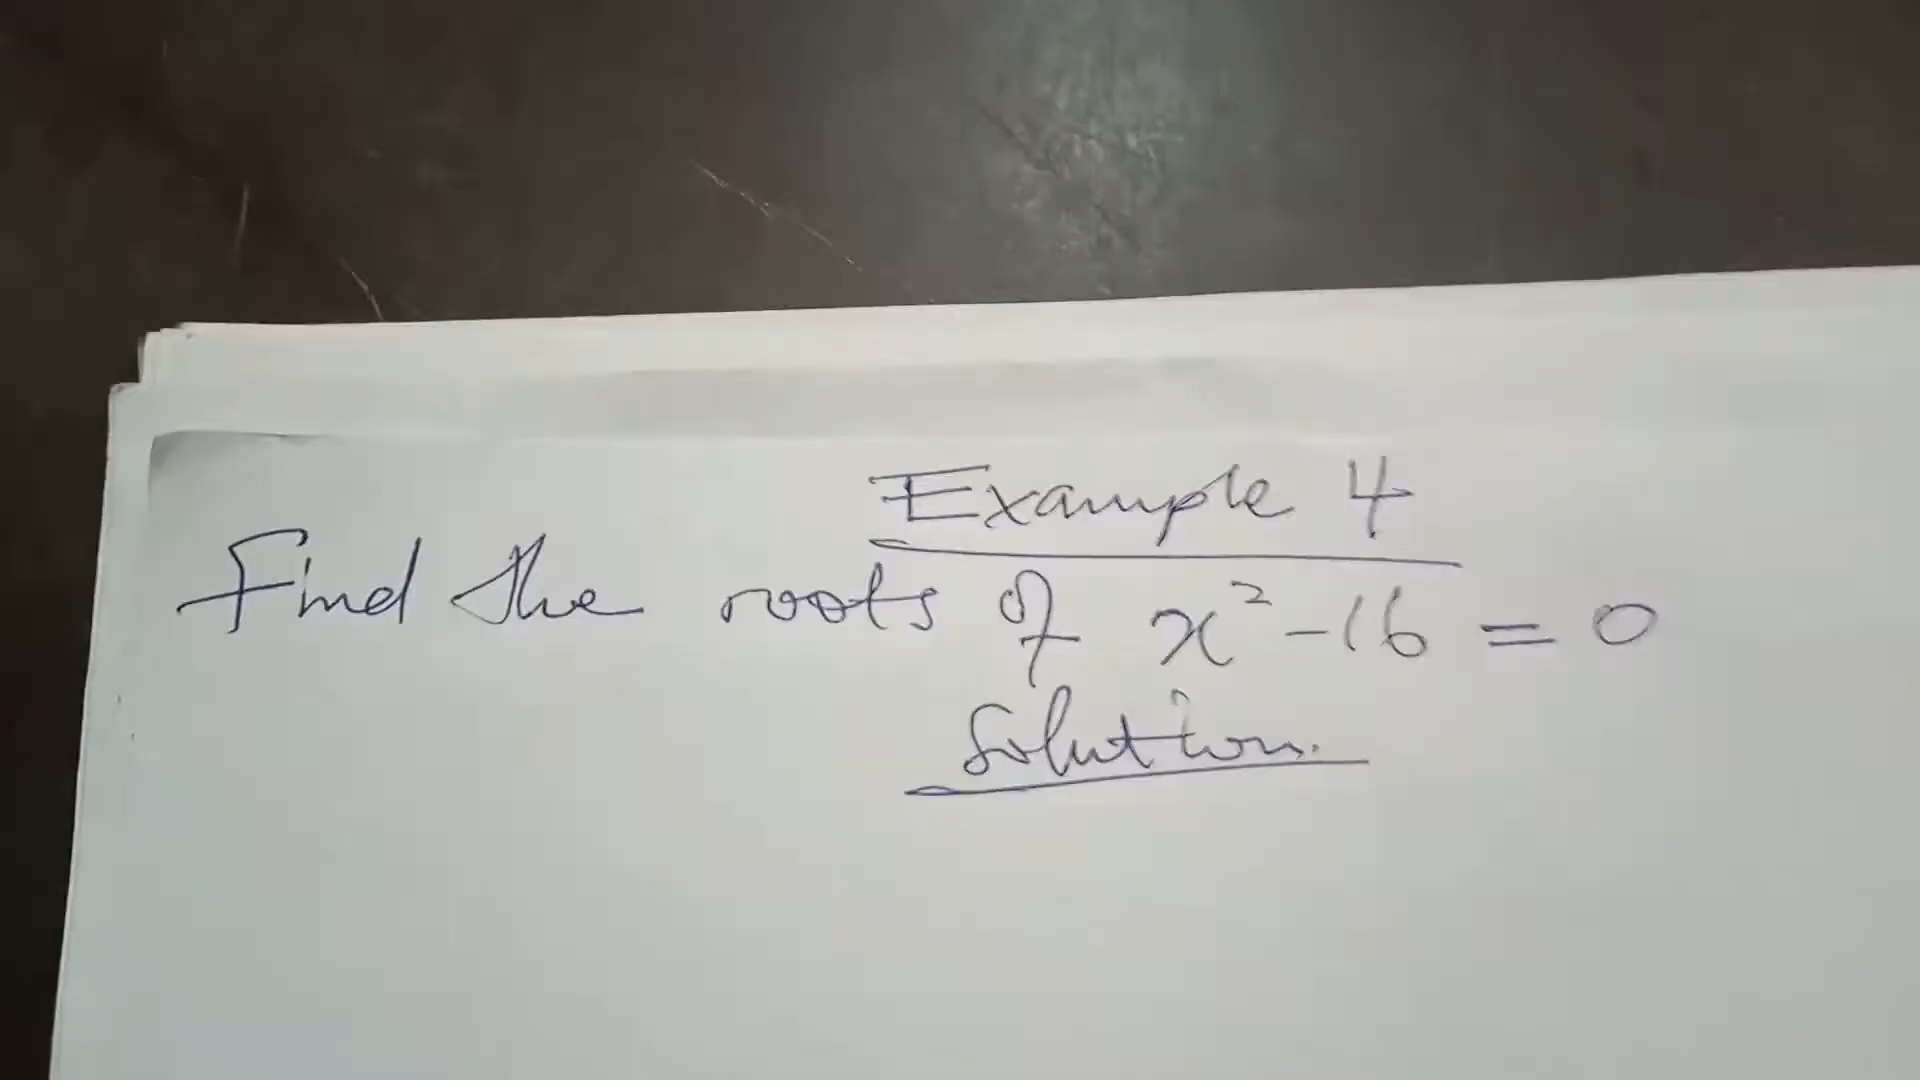 Example 4
Find the roots of x² - 16 = 0
Solution.